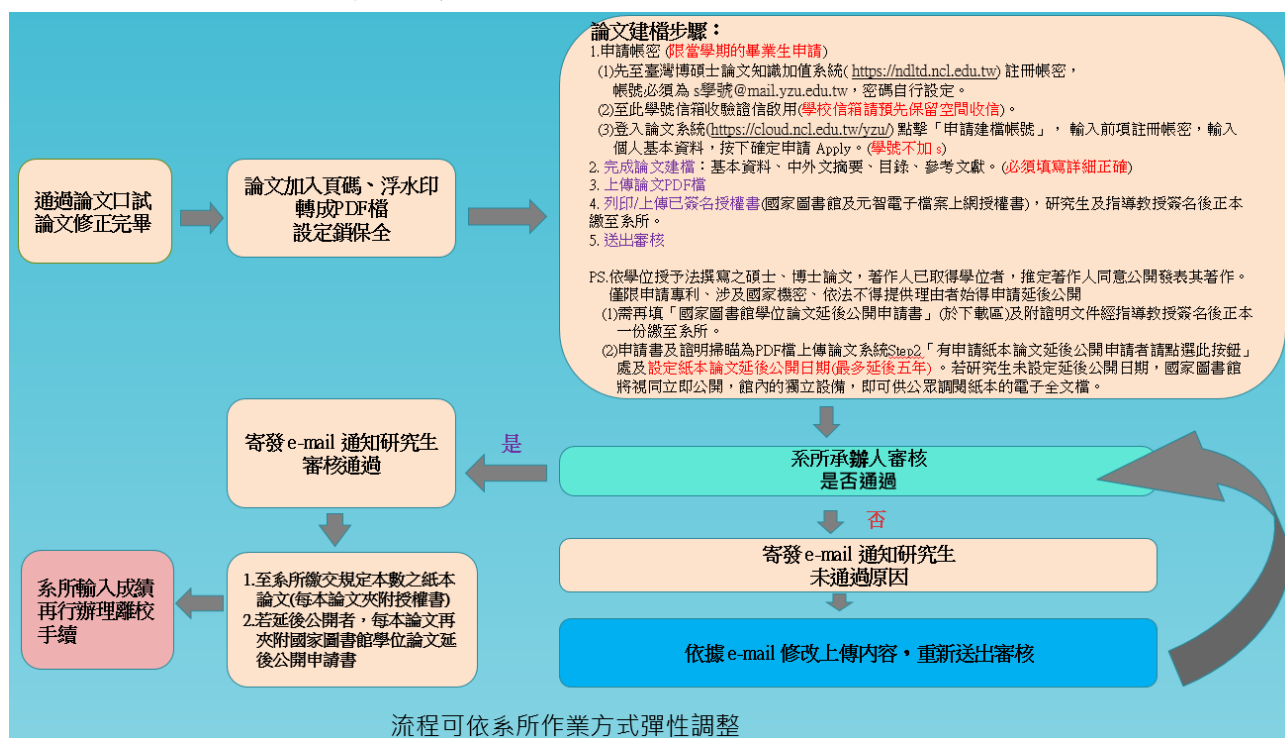 通過論文口試
論文修正完畢
論文加入頁碼、浮水印
轉成PDF檔
設定鎖保全
論文建檔步驟：
1.申請帳密 (限當學期的畢業生申請)
(1)先至臺灣博碩士論文知識加值系統( https://ndltd.ncl.edu.tw) 註冊帳密，
帳號必須為 s學號@mail.yzu.edu.tw，密碼自行設定。
(2)至此學號信箱收驗證信啟用(學校信箱請預先保留空間收信)。
(3)登入論文系統(https://cloud.ncl.edu.tw/yzu/) 點擊「申請建檔帳號」， 輸入前項註冊帳密，輸入
個人基本資料，按下確定申請 Apply。(學號不加 s)
2. 完成論文建檔：基本資料、中外文摘要、目錄、參考文獻。(必須填寫詳細正確)
3. 上傳論文PDF檔
4. 列印/上傳已簽名授權書(國家圖書館及元智電子檔案上網授權書)，研究生及指導教授簽名後正本
繳至系所。
5. 送出審核
PS.依學位授予法撰寫之碩士、博士論文，著作人已取得學位者，推定著作人同意公開發表其著作。
僅限申請專利、涉及國家機密、依法不得提供理由者始得申請延後公開
(1)需再填「國家圖書館學位論文延後公開申請書」(於下載區)及附證明文件經指導教授簽名後正本
一份繳至系所。
(2)申請書及證明掃瞄為PDF檔上傳論文系統Step2「有申請紙本論文延後公開申請者請點選此按鈕」
處及設定紙本論文延後公開日期(最多延後五年) 。若研究生未設定延後公開日期，國家圖書館
將視同立即公開，館內的獨立設備，即可供公眾調閱紙本的電子全文檔。
系所承辦人審核
是否通過
是
寄發 e-mail 通知研究生
審核通過
否
寄發 e-mail 通知研究生
未通過原因
依據 e-mail 修改上傳內容，重新送出審核
1.至系所繳交規定本數之紙本
論文(每本論文夾附授權書)
2.若延後公開者，每本論文再
夾附國家圖書館學位論文延
後公開申請書
系所輸入成績
再行辦理離校
手續
流程可依系所作業方式彈性調整